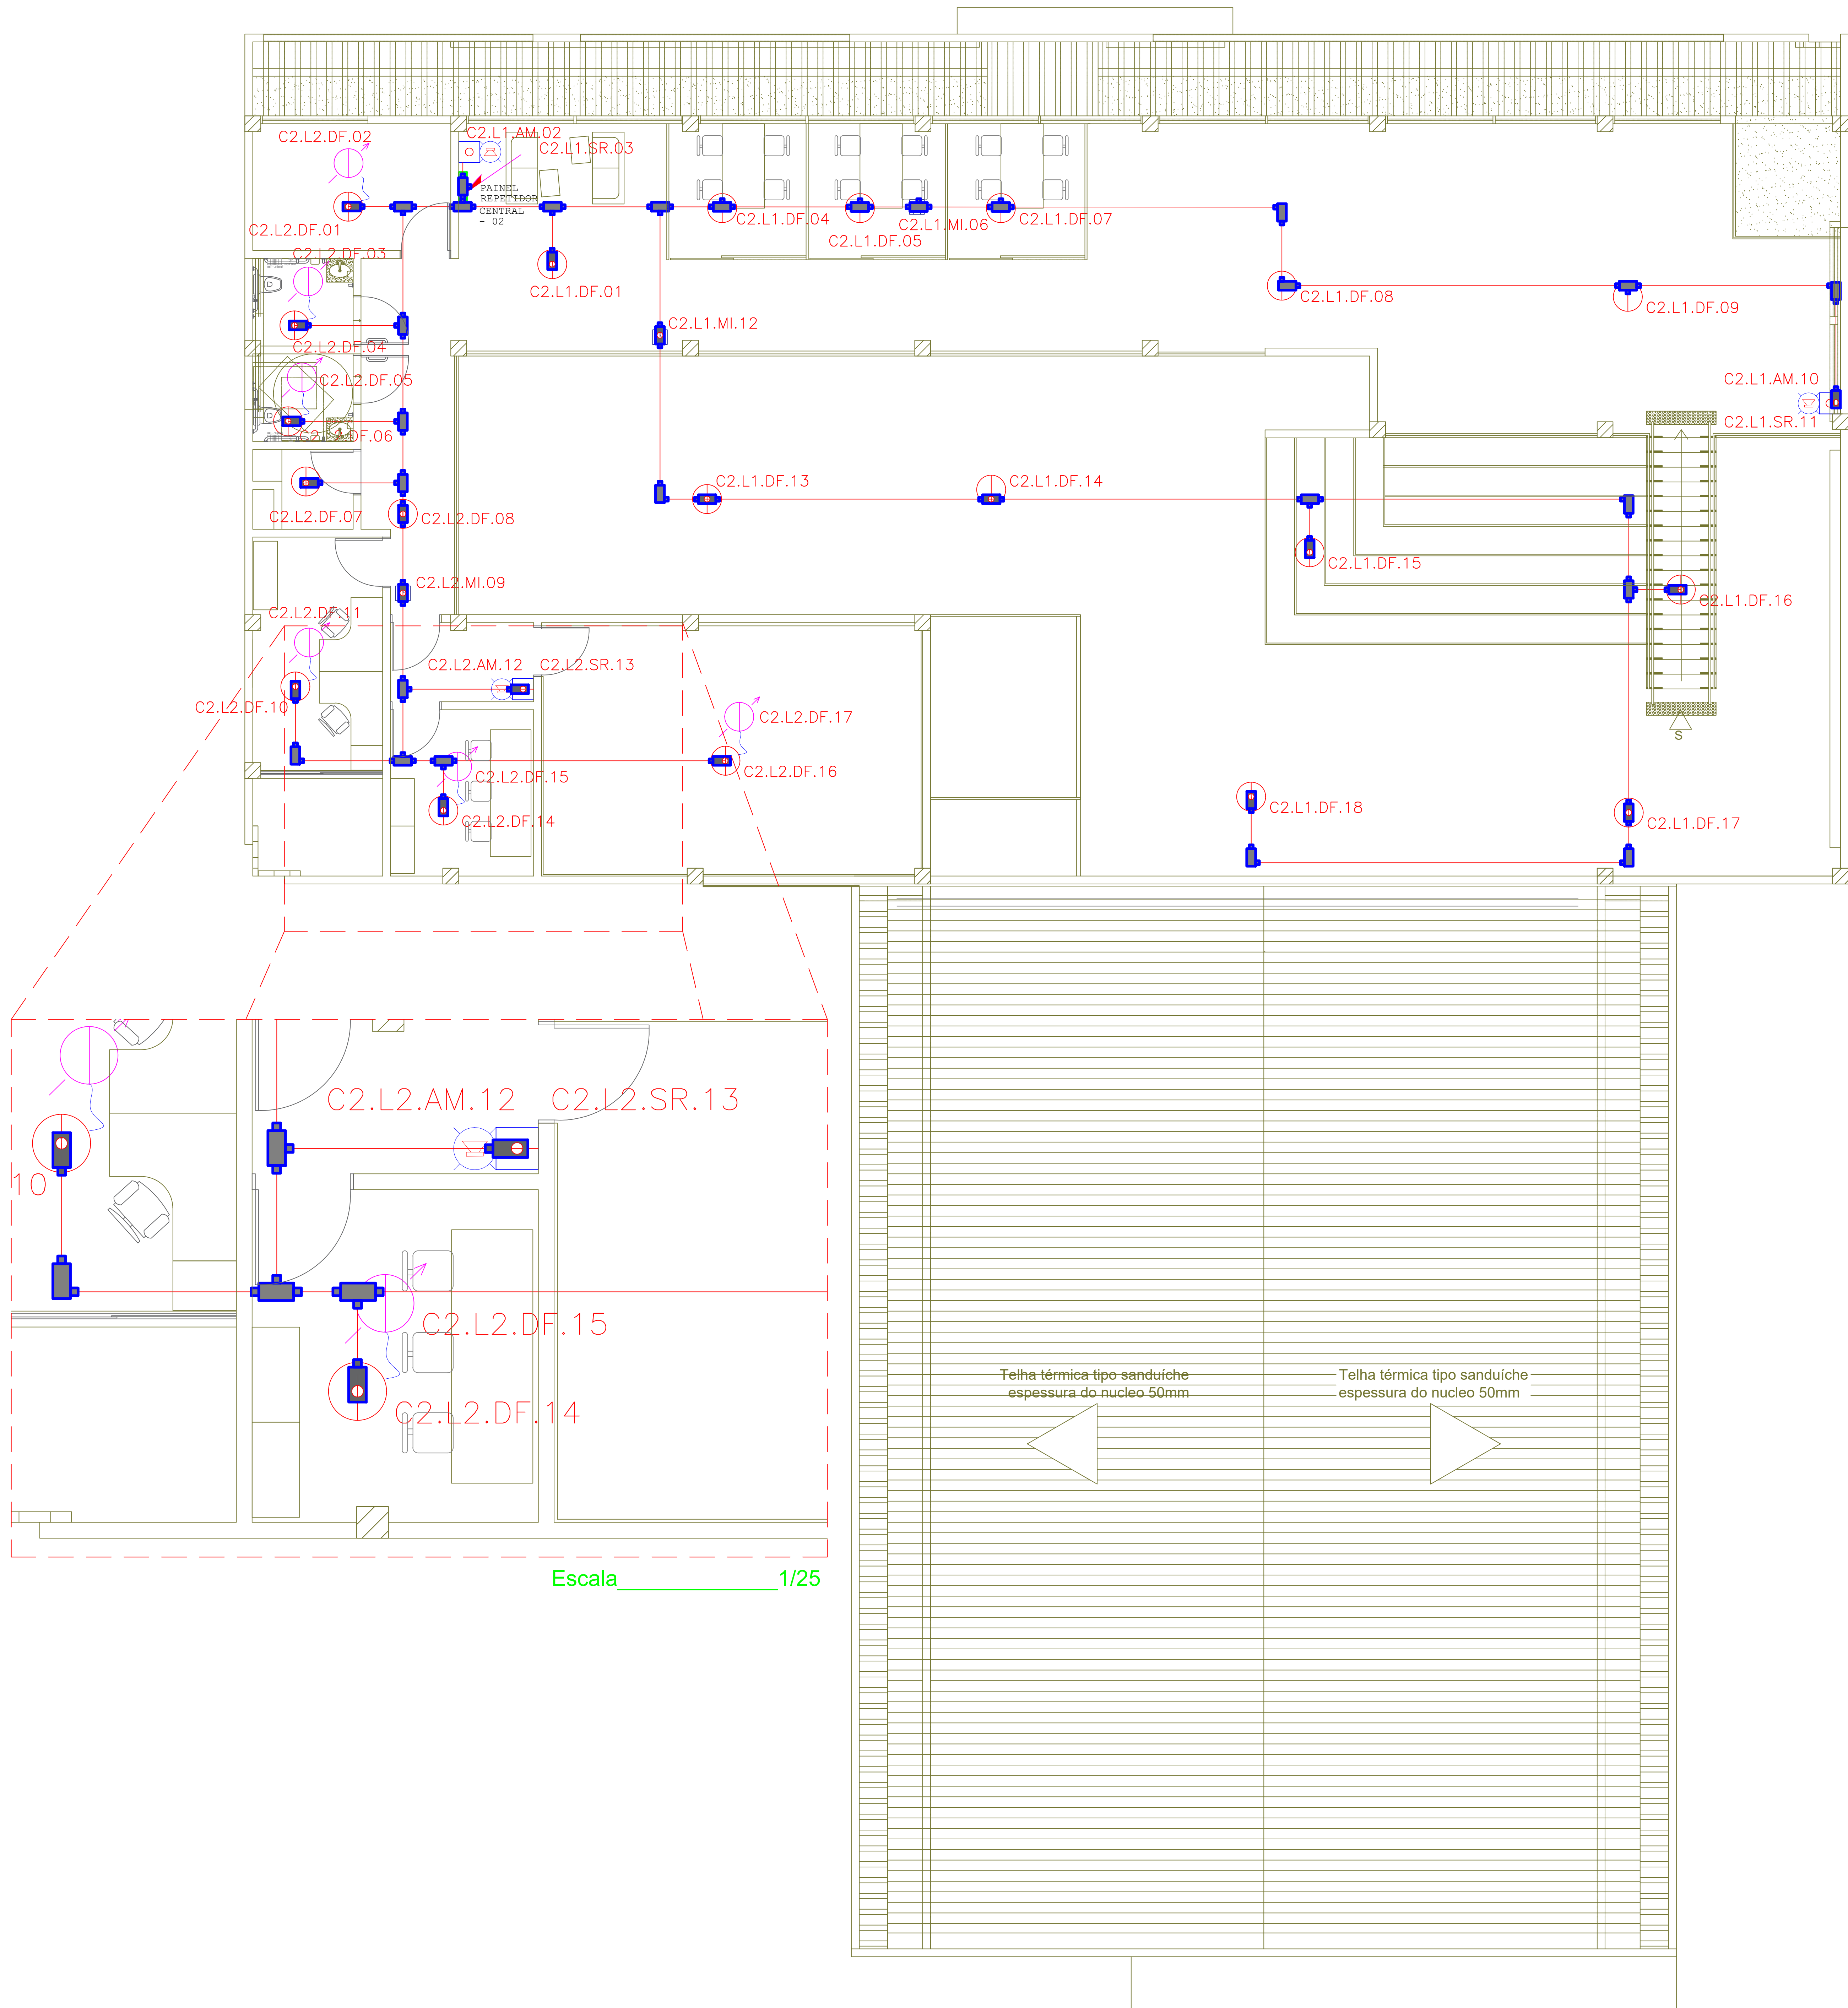 C2.L2.DF.02
C2.L1.AM.02
C2.L1.SR.03
PAINEL
REPETIDOR
CENTRAL
- 02
C2.L2.DF.01
C2.L1.DF.04
C2.L1.DF.05
C2.L1.MI.06
C2.L1.DF.07
C2.L2.DF.03
C2.L1.DF.01
C2.L1.DF.08
C2.L1.DF.09
C2.L1.MI.12
C2.L2.DF.04
C2.L2.DF.05
C2.L1.AM.10
C2.L1.SR.11
C2.L2.DF.06
C2.L1.DF.13
C2.L1.DF.14
C2.L2.DF.07
C2.L2.DF.08
C2.L1.DF.15
C2.L2.MI.09
C2.L1.DF.16
C2.L2.DF.11
C2.L2.AM.12
C2.L2.SR.13
C2.L2.DF.10
C2.L2.DF.17
S
C2.L2.DF.15
C2.L2.DF.16
C2.L2.DF.14
C2.L1.DF.18
C2.L1.DF.17
C2.L2.AM.12
C2.L2.SR.13
10
C2.L2.DF.15
C2.L2.DF.14
Telha térmica tipo sanduíche
espessura do nucleo 50mm
Telha térmica tipo sanduíche
espessura do nucleo 50mm
Escala____________1/25